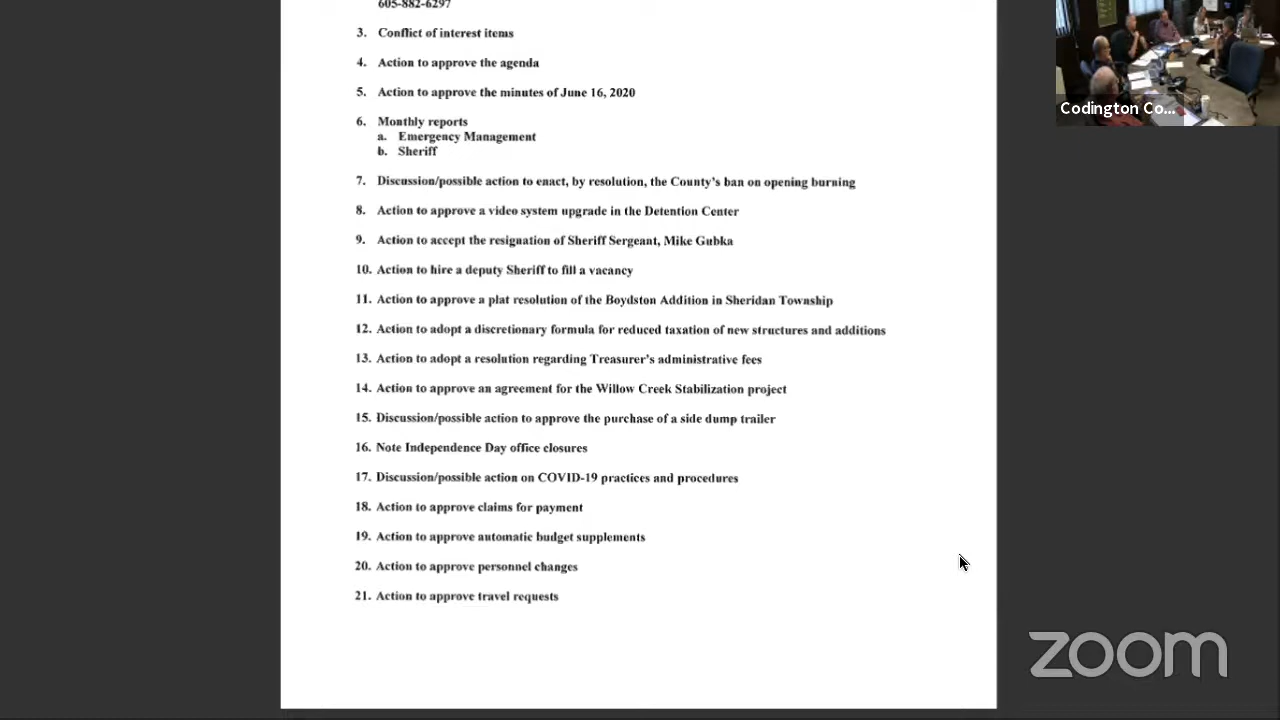 605-882-6297
3. Conflict of interest items
4. Action to approve the agenda
5. Action to approve the minutes of June 16, 2020
6. Monthly reports
a. Emergency Management
b. Sheriff
7. Discussion/possible action to enact, by resolution, the County's ban on opening burning
8. Action to approve a video system upgrade in the Detention Center
9. Action to accept the resignation of Sheriff Sergeant, Mike Gubka
10. Action to hire a deputy Sheriff to fill a vacancy
11. Action to approve a plat resolution of the Boydston Addition in Sheridan Township
12. Action to adopt a discretionary formula for reduced taxation of new structures and additions
13. Action to adopt a resolution regarding Treasurer's administrative fees
14. Action to approve an agreement for the Willow Creek Stabilization project
15. Discussion/possible action to approve the purchase of a side dump trailer
16. Note Independence Day office closures
17. Discussion/possible action on COVID-19 practices and procedures
18. Action to approve claims for payment
19. Action to approve automatic budget supplements
20. Action to approve personnel changes
21. Action to approve travel requests
Codington Co...
zoom